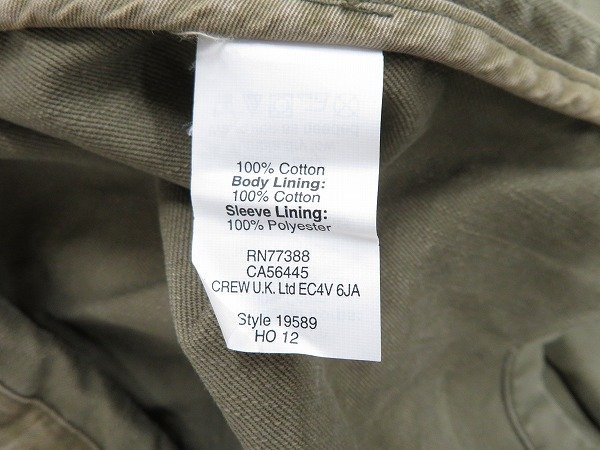 100% Cotton
Body Lining:
100% Cotton
Sleeve Lining:
100% Polyester
RN77388
CA56445
CREW U.K. Ltd EC4V 6JA
Style 19589
HO 12